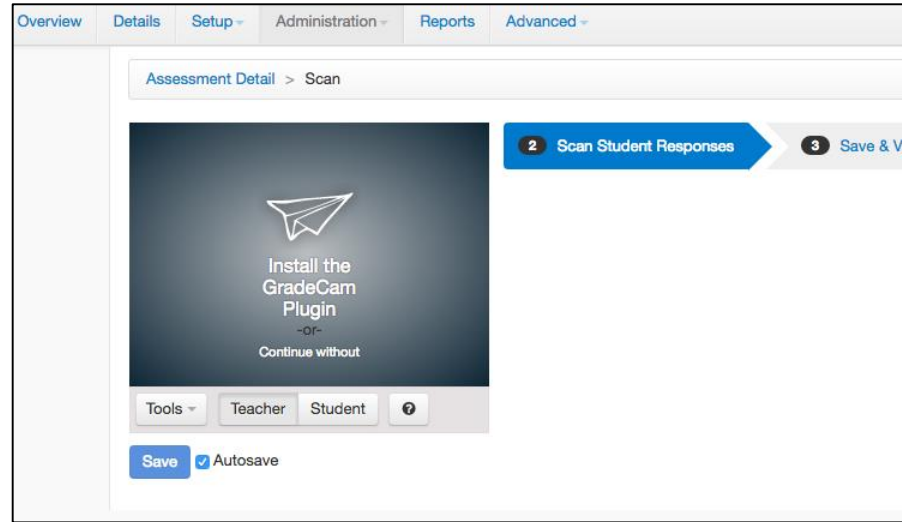 Overview Details Setup Administration Reports Advanced
Assessment Detail > Scan
2 Scan Student Responses 3 Save & V
Install the
GradeCam
Plugin
-or-
Continue without
Tools Teacher Student ?
Save Autosave